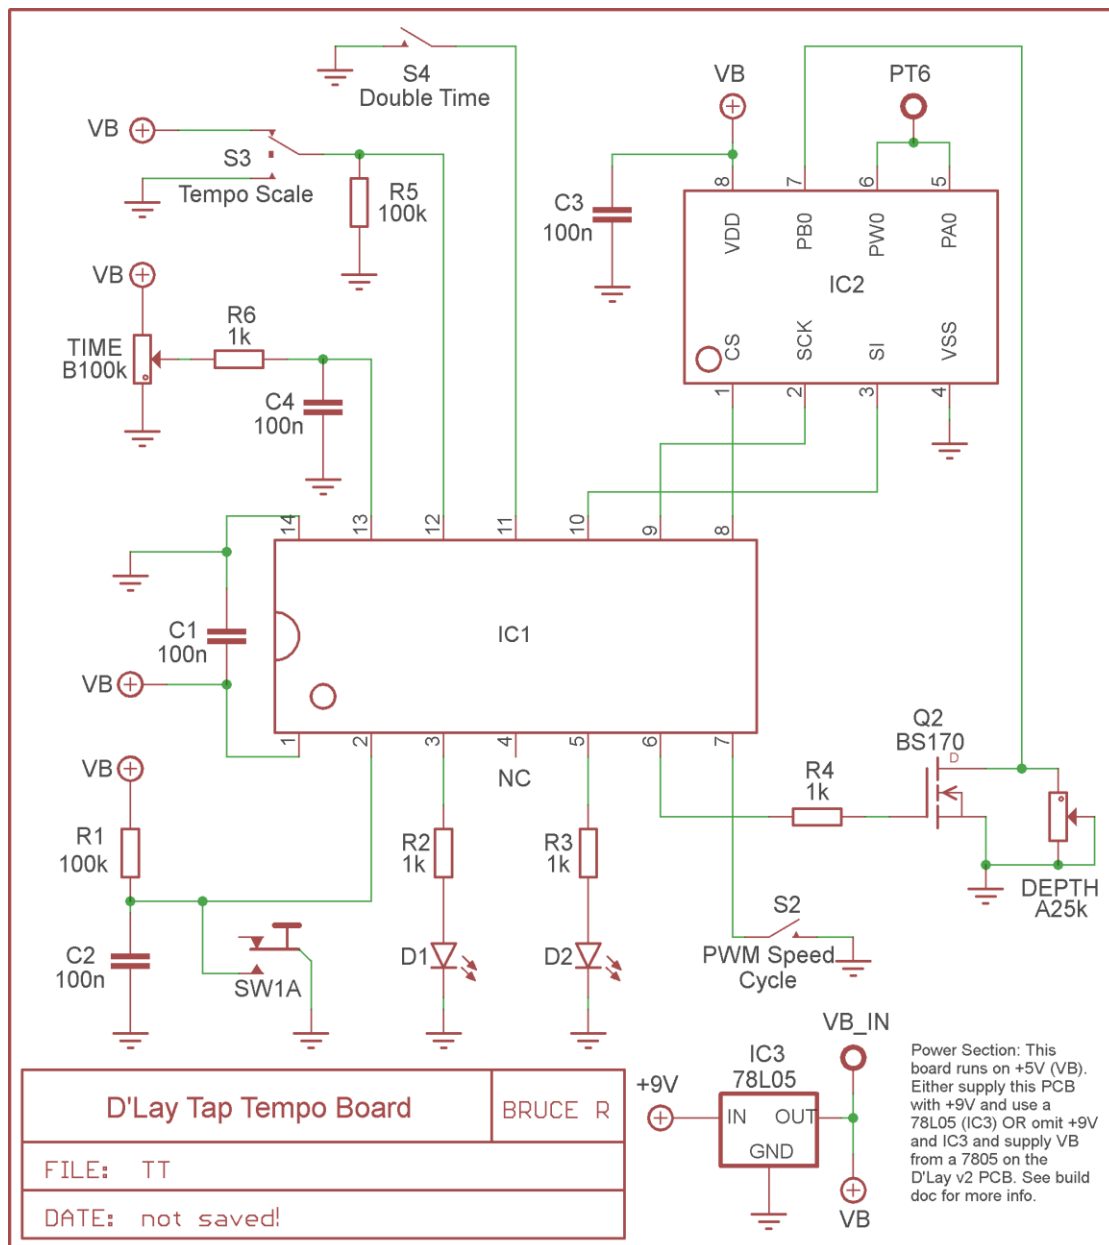 S4
Double Time
VB
S3
Tempo Scale
R5
100k
VB
TIME
B100k
R6
1k
C4
100n
VB
PT6
C3
100n
8
7
6
5
VDD
PB0
PW0
PA0
IC2
CS
SCK
SI
VSS
1
2
3
4
14
13
12
11
10
9
8
C1
100n
IC1
VB
1
2
3
4
5
6
7
NC
VB
R1
100k
C2
100n
SW1A
R2
1k
D1
R3
1k
D2
R4
1k
Q2
BS170
D
DEPTH
A25k
S2
PWM Speed
Cycle
VB_IN
IC3
78L05
+9V
IN
OUT
GND
VB
Power Section: This
board runs on +5V (VB).
Either supply this PCB
with +9V and use a
78L05 (IC3) OR omit +9V
and IC3 and supply VB
from a 7805 on the
D'Lay v2 PCB. See build
doc for more info.
D'Lay Tap Tempo Board
BRUCE R
FILE: TT
DATE: not saved!